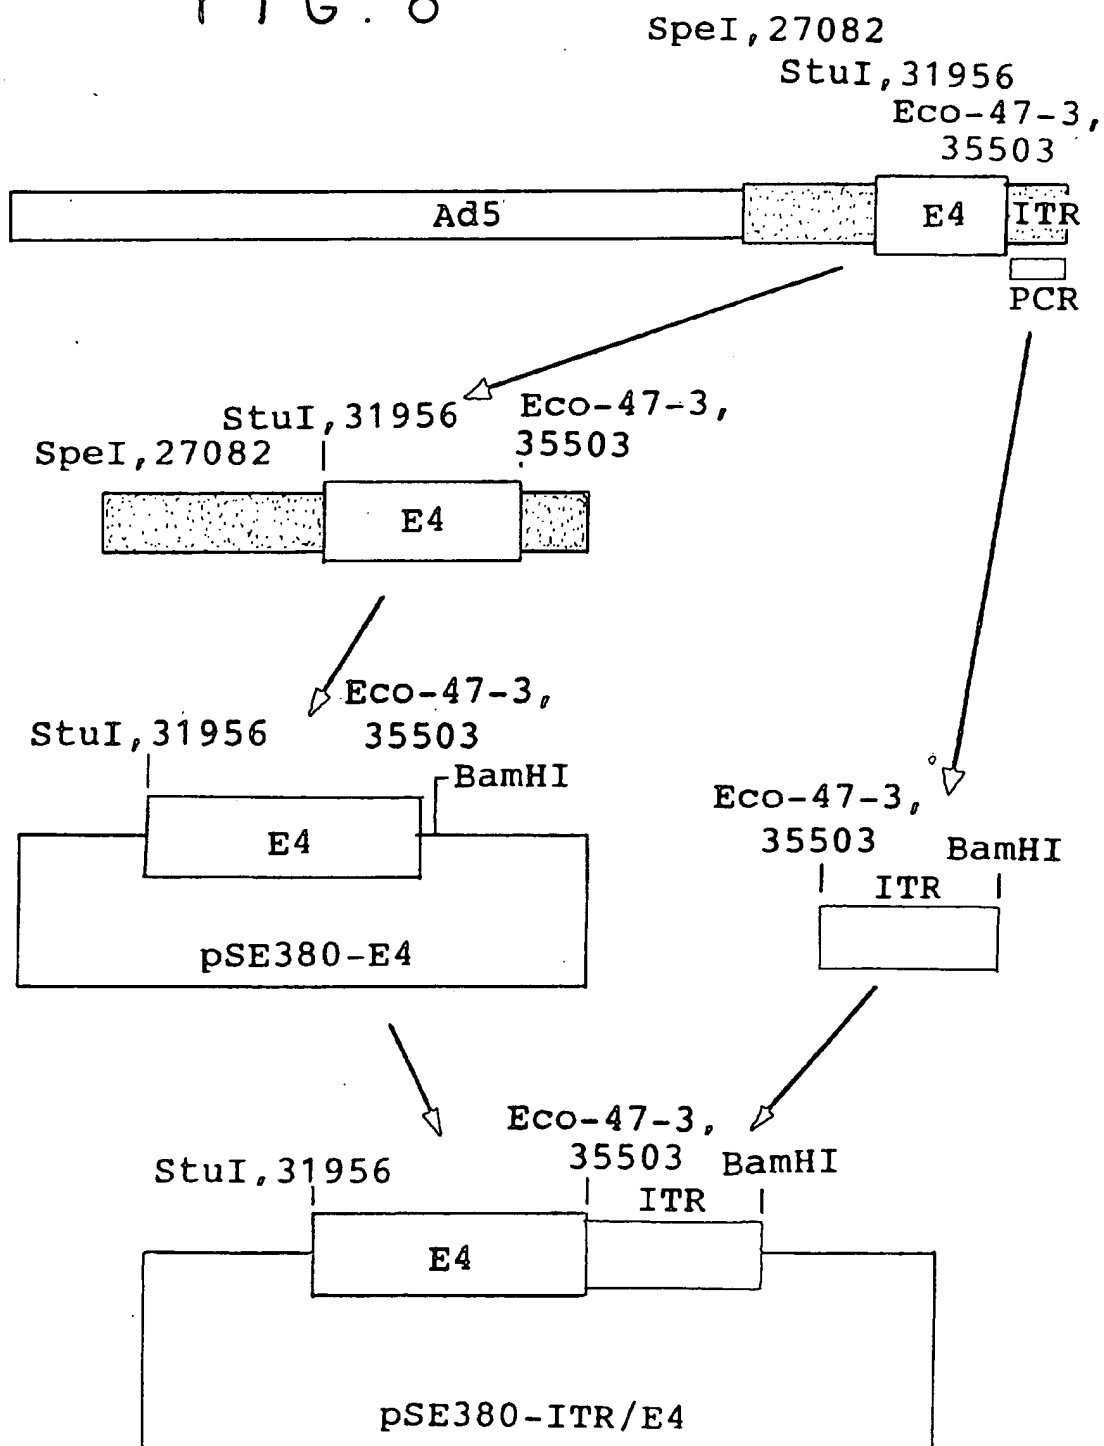 FIG. 8
SpeI,27082
StuI,31956
Eco-47-3,
35503
Ad5
E4
ITR
PCR
StuI,31956
Eco-47-3,
35503
SpeI,27082
E4
Eco-47-3,
35503
StuI,31956
BamHI
E4
pSE380-E4
Eco-47-3,
35503
BamHI
ITR
Eco-47-3,
35503
BamHI
StuI,31956
ITR
E4
pSE380-ITR/E4